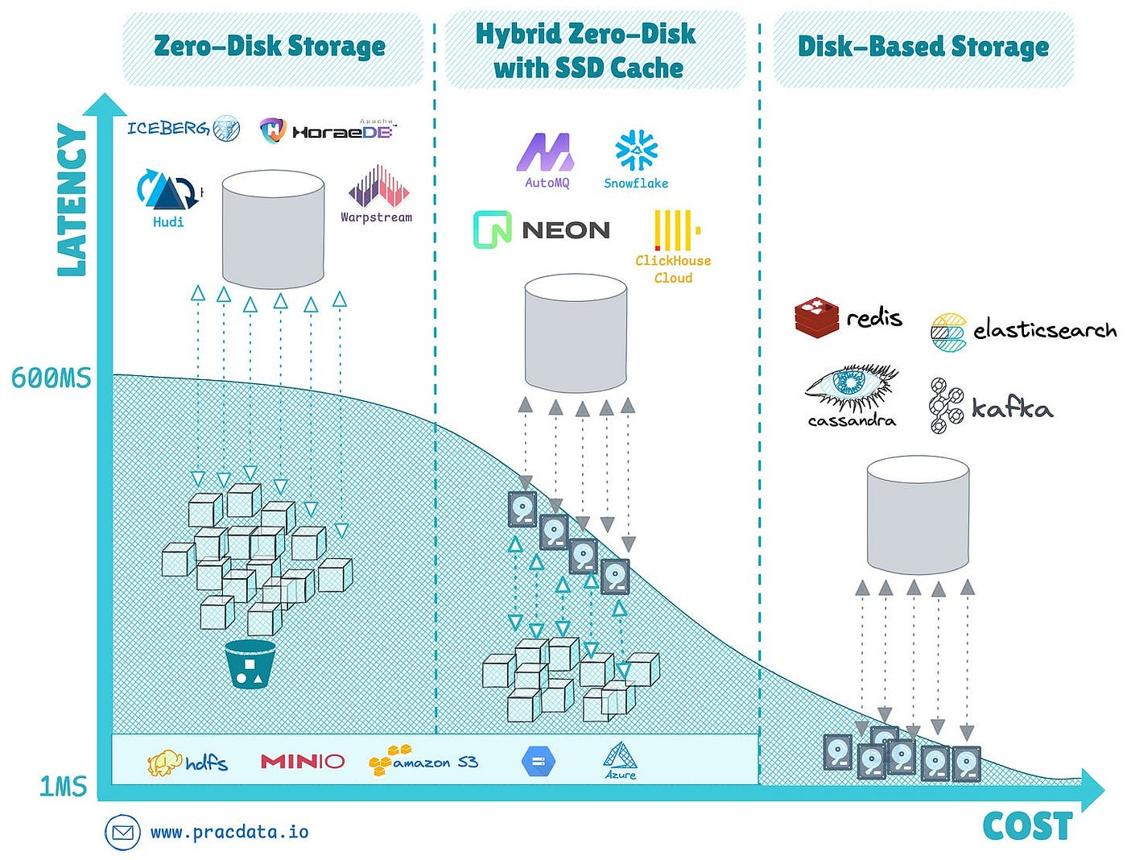 Zero-Disk Storage
Hybrid Zero-Disk
with SSD Cache
Disk-Based Storage
LATENCY
ICEBERG
Apache
HoraeDB™
Hudi
Warpstream
AutoMQ
Snowflake
NEON
ClickHouse
Cloud
redis
elasticsearch
cassandra
kafka
600MS
hdfs
MINIO
amazon S3
Azure
1MS
COST
www.pracdata.io